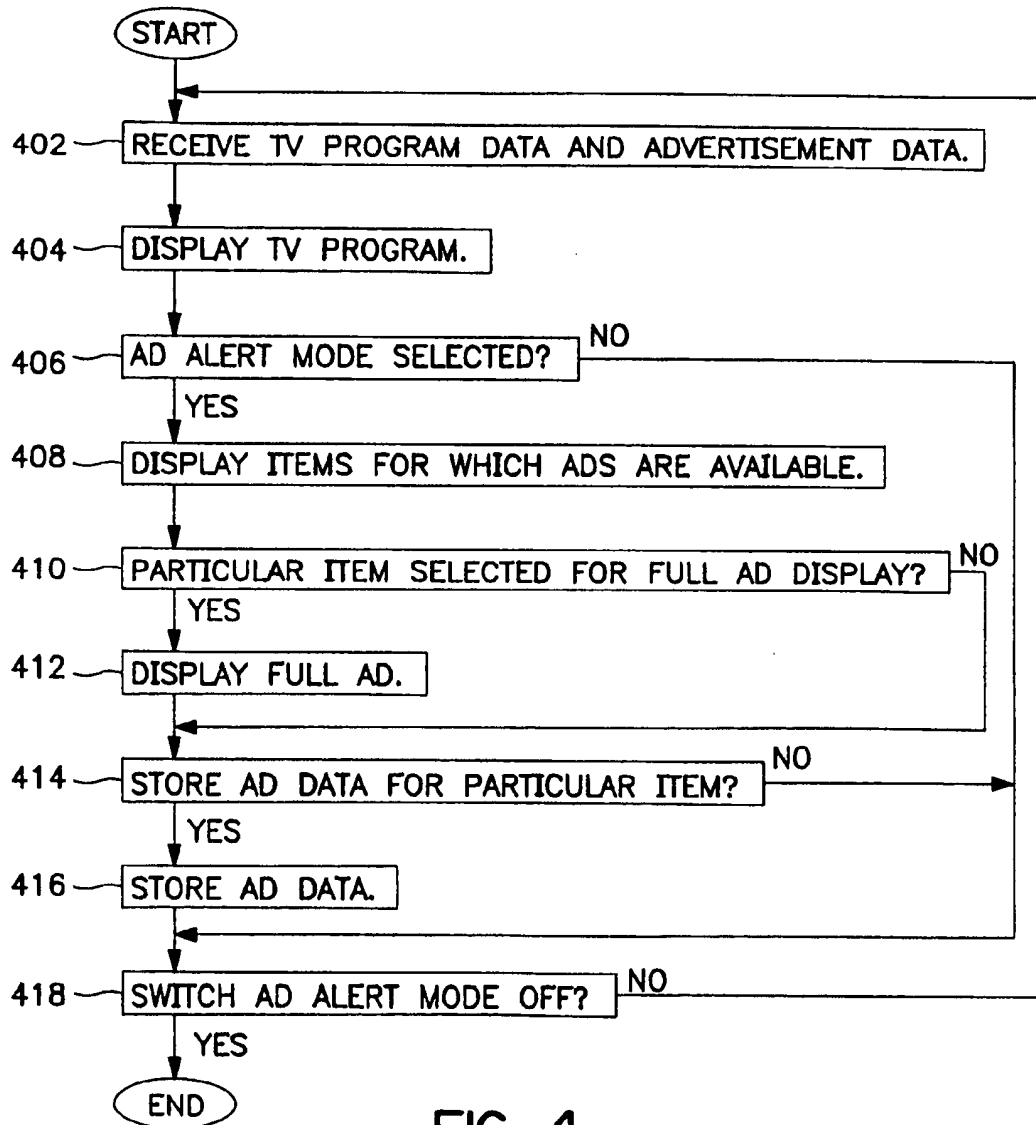 START
402 RECEIVE TV PROGRAM DATA AND ADVERTISEMENT DATA.
404 DISPLAY TV PROGRAM.
406 AD ALERT MODE SELECTED? NO
YES
408 DISPLAY ITEMS FOR WHICH ADS ARE AVAILABLE.
410 PARTICULAR ITEM SELECTED FOR FULL AD DISPLAY? NO
YES
412 DISPLAY FULL AD.
414 STORE AD DATA FOR PARTICULAR ITEM? NO
YES
416 STORE AD DATA.
418 SWITCH AD ALERT MODE OFF? NO
YES
END
FIG. 4